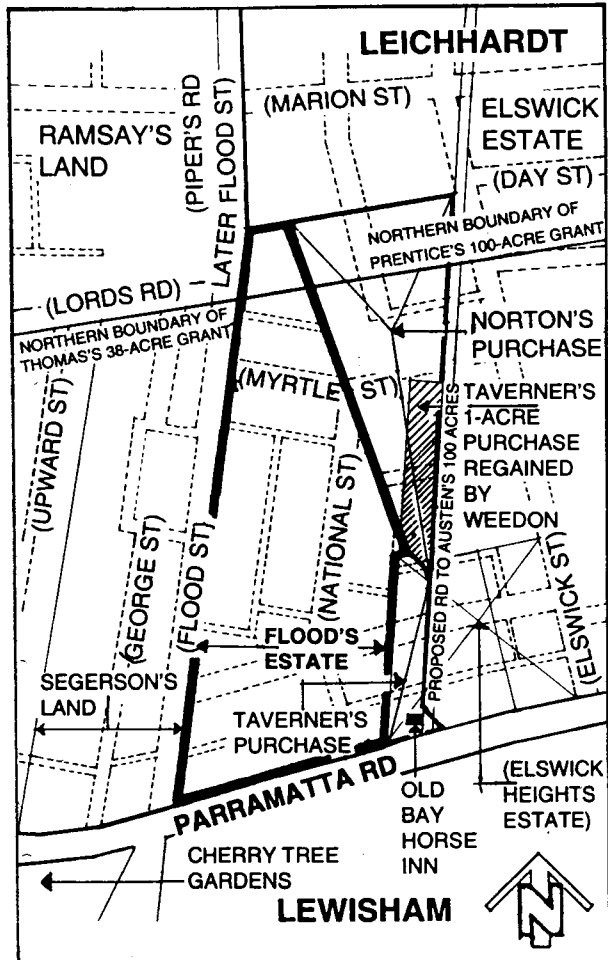 LEICHHARDT
(MARION ST)
(PIPER'S RD)
LATER FLOOD ST)
RAMSAY'S
LAND
ELSWICK
ESTATE
(DAY ST)
NORTHERN BOUNDARY OF
PRENTICE'S 100-ACRE GRANT
(LORDS RD)
NORTHERN BOUNDARY OF
THOMAS'S 38-ACRE GRANT
NORTON'S
PURCHASE
(MYRTLE ST)
TAVERNER'S
1-ACRE
PURCHASE
REGAINED
BY
WEEDON
(UPWARD ST)
(GEORGE ST)
(FLOOD ST)
(NATIONAL ST)
PROPOSED RD TO AUSTEN'S 100 ACRES
(ELSWICK ST)
FLOOD'S
ESTATE
SEGERSON'S
LAND
TAVERNER'S
PURCHASE
PARRAMATTA RD
OLD
BAY
HORSE
INN
(ELSWICK
HEIGHTS
ESTATE)
CHERRY TREE
GARDENS
LEWISHAM
N